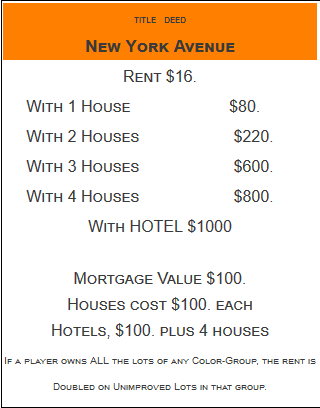 TITLE DEED
NEW YORK AVENUE
RENT $16.
WITH 1 HOUSE $80.
WITH 2 HOUSES $220.
WITH 3 HOUSES $600.
WITH 4 HOUSES $800.
WITH HOTEL $1000
MORTGAGE VALUE $100.
HOUSES COST $100. EACH
HOTELS, $100. PLUS 4 HOUSES
IF A PLAYER OWNS ALL THE LOTS OF ANY COLOR-GROUP, THE RENT IS
DOUBLED ON UNIMPROVED LOTS IN THAT GROUP.